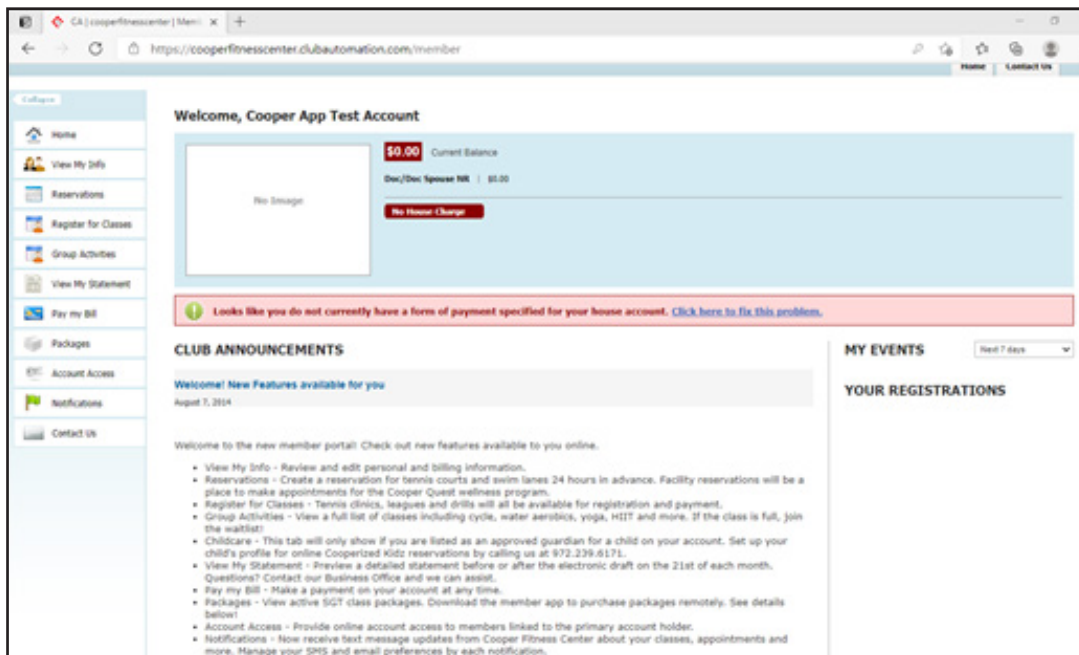 CA | cooperfitnesscenter | Mem
https://cooperfitnesscenter.clubautomation.com/member
Home Contact Us
Collapse
Home
View My Info
Reservations
Register for Classes
Group Activities
View My Statement
Pay my Bill
Packages
Account Access
Notifications
Contact Us
Welcome, Cooper App Test Account
No Image
$0.00 Current Balance
Doc/Doc Spouse NR | $0.00
No House Charge
Looks like you do not currently have a form of payment specified for your house account. Click here to fix this problem.
CLUB ANNOUNCEMENTS
Welcome! New Features available for you
August 7, 2014
Welcome to the new member portal! Check out new features available to you online.
• View My Info - Review and edit personal and billing information.
• Reservations - Create a reservation for tennis courts and swim lanes 24 hours in advance. Facility reservations will be a
place to make appointments for the Cooper Quest wellness program.
• Register for Classes - Tennis clinics, leagues and drills will all be available for registration and payment.
• Group Activities - View a full list of classes including cycle, water aerobics, yoga, HIIT and more. If the class is full, join
the waitlist!
• Childcare - This tab will only show if you are listed as an approved guardian for a child on your account. Set up your
child's profile for online Cooperized Kidz reservations by calling us at 972.239.6171.
• View My Statement - Preview a detailed statement before or after the electronic draft on the 21st of each month.
Questions? Contact our Business Office and we can assist.
• Pay my Bill - Make a payment on your account at any time.
• Packages - View active SGT class packages. Download the member app to purchase packages remotely. See details
below!
• Account Access - Provide online account access to members linked to the primary account holder.
• Notifications - Now receive text message updates from Cooper Fitness Center about your classes, appointments and
more. Manage your SMS and email preferences by each notification.
MY EVENTS
Next 7 days
YOUR REGISTRATIONS